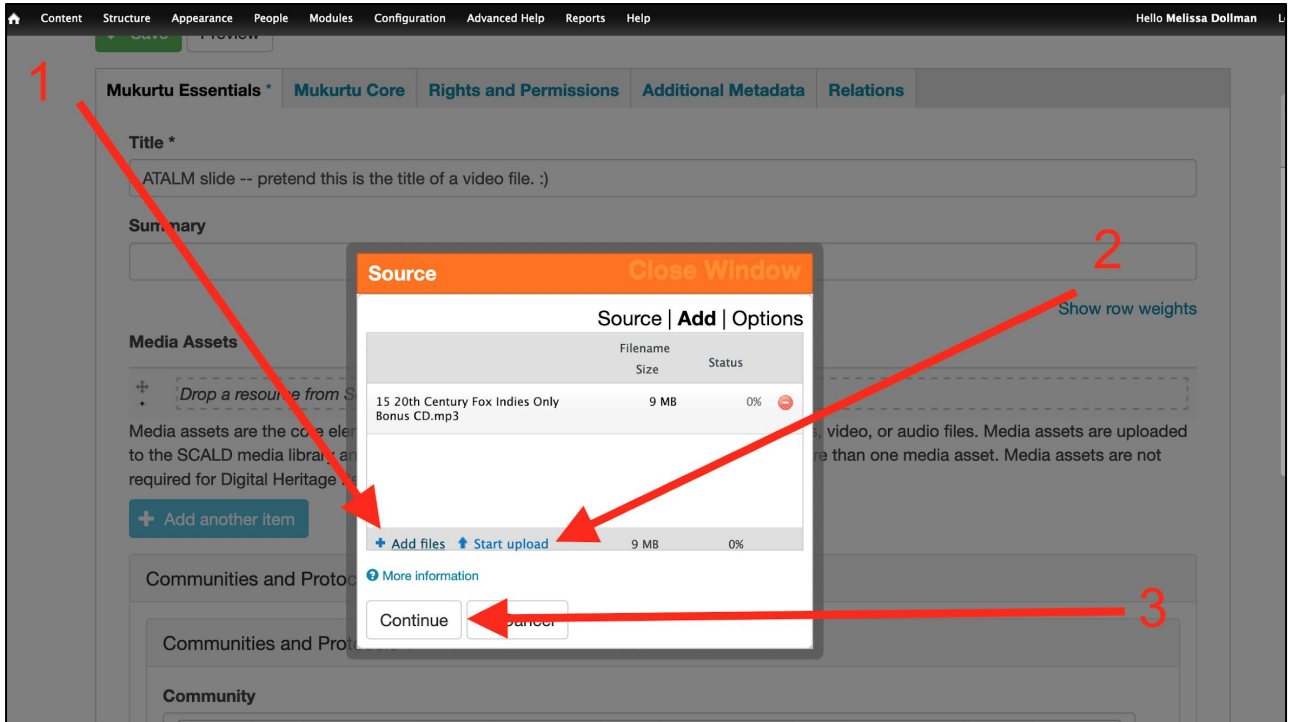 Content Structure Appearance People Modules Configuration Advanced Help Reports Help Hello Melissa Dollman
Save Preview
1
Mukurtu Essentials * Mukurtu Core Rights and Permissions Additional Metadata Relations
Title *
ATALM slide -- pretend this is the title of a video file. :)
Summary
2
Source Close Window
Show row weights
Source | Add | Options
Media Assets
Filename
Size Status
Drop a resource from S
15 20th Century Fox Indies Only 9 MB 0%
Bonus CD.mp3
Media assets are the core , video, or audio files. Media assets are uploaded
to the SCALD media library an re than one media asset. Media assets are not
required for Digital Heritage
+ Add another item
+ Add files Start upload 9 MB 0%
More information
Communities and Protoc
Continue Cancel
3
Communities and Prot
Community